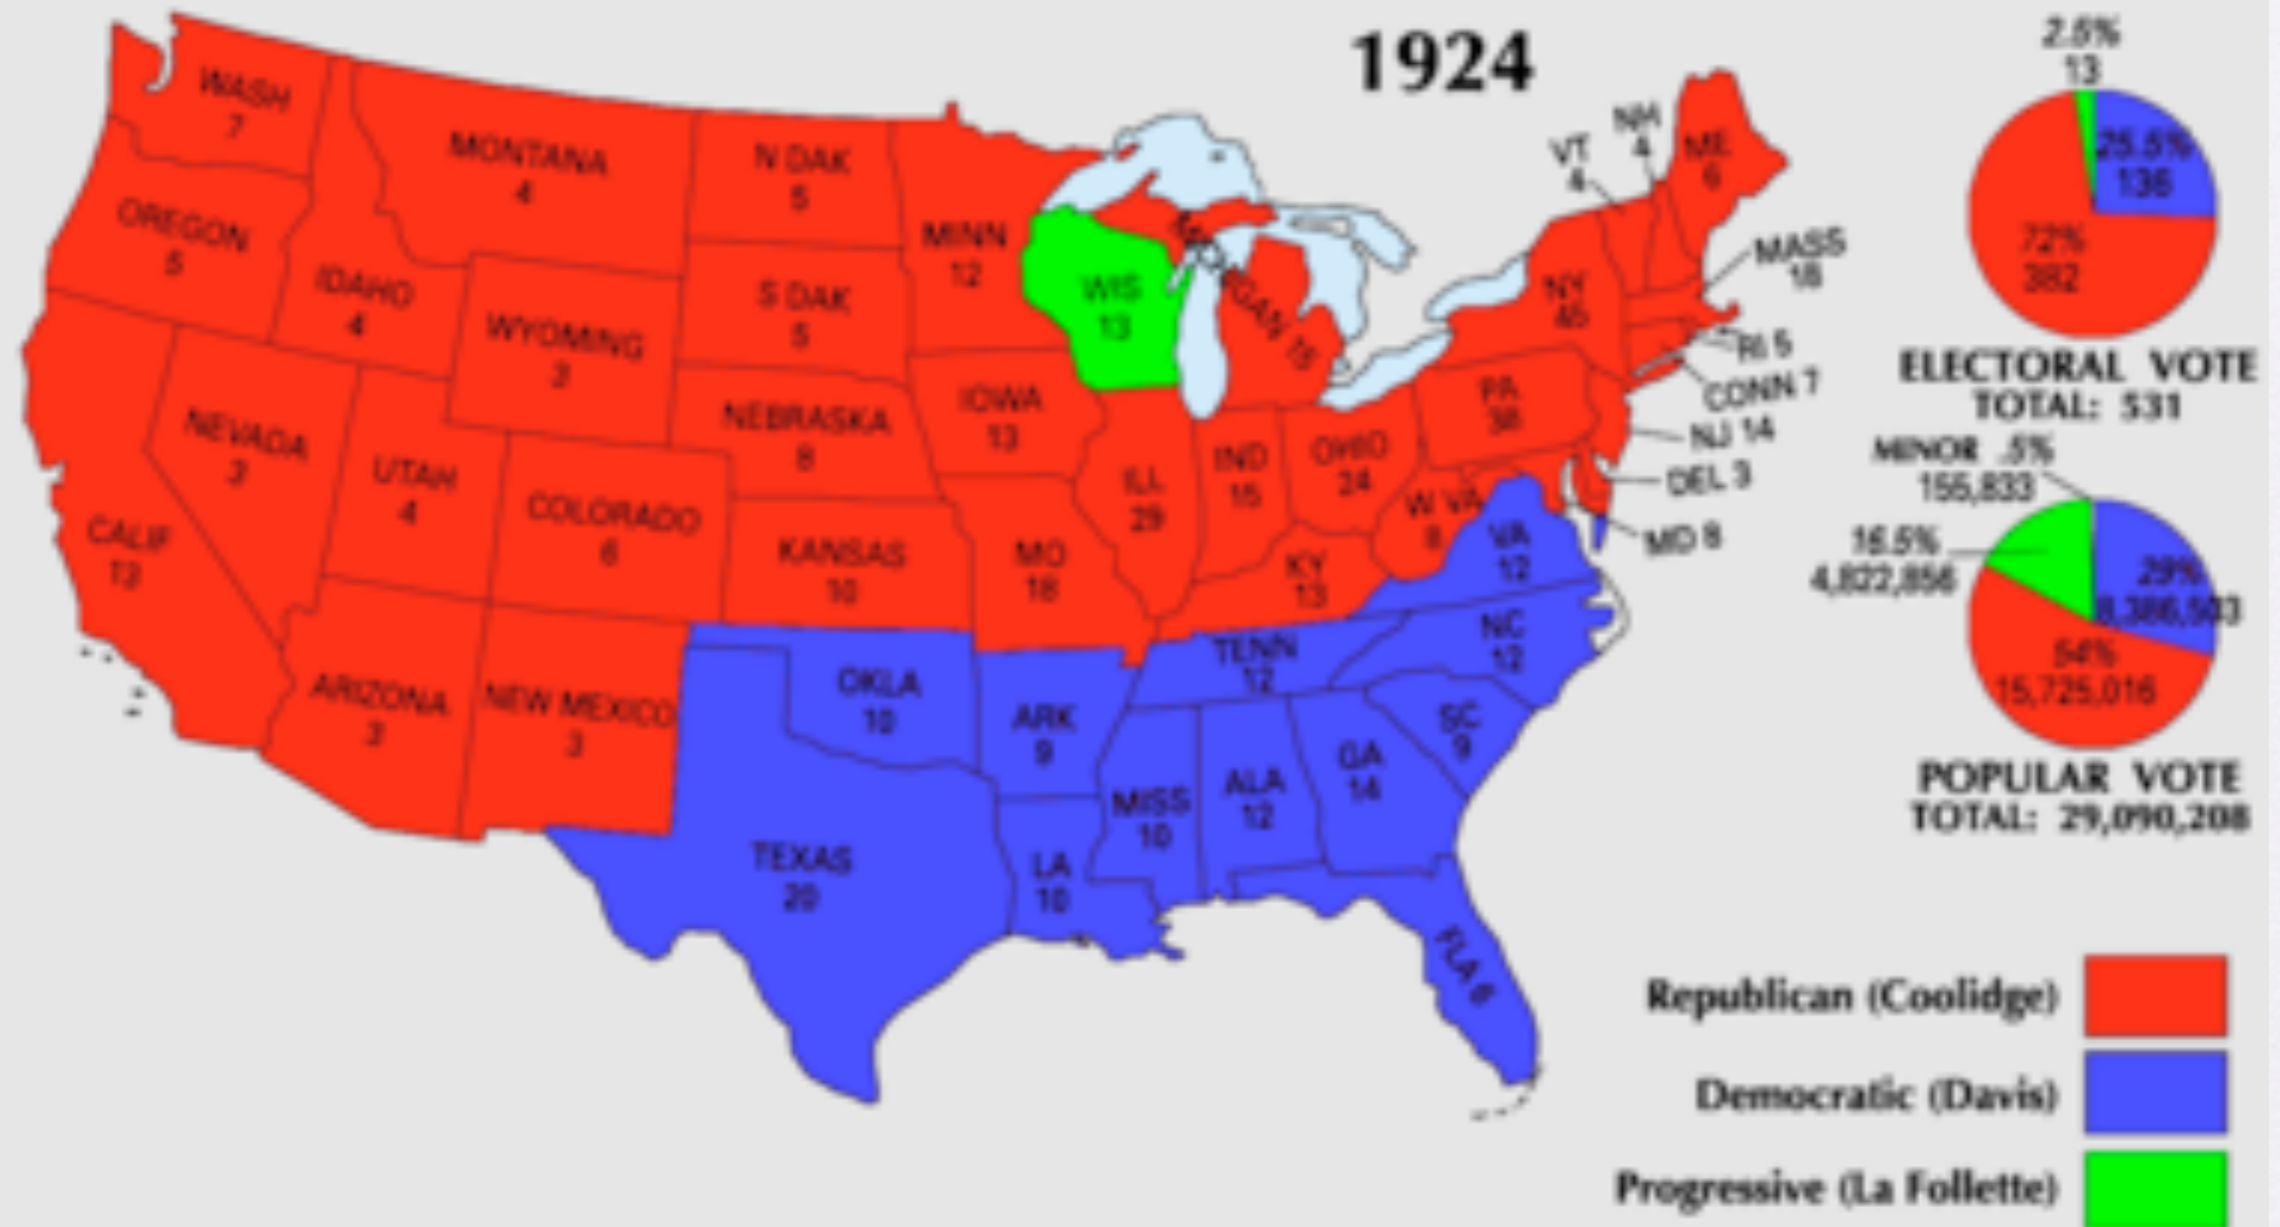 1924
WASH
7
MONTANA
4
N DAK
5
MINN
12
OREGON
5
IDAHO
4
WYOMING
3
S DAK
5
WIS
13
IGAN 15
VT
4
NH
4
ME
6
MASS
18
NY
45
RI 5
CONN 7
NJ 14
DEL 3
MD 8
NEVADA
3
UTAH
4
COLORADO
6
NEBRASKA
8
IOWA
13
ILL
29
IND
15
OHIO
24
PA
38
W VA
8
VA
12
CALIF
13
KANSAS
10
MO
18
KY
13
ARIZONA
3
NEW MEXICO
3
OKLA
10
ARK
9
TENN
12
NC
12
SC
9
TEXAS
20
LA
10
MISS
10
ALA
12
GA
14
FLA 6
2.5%
13
25.5%
136
72%
382
ELECTORAL VOTE
TOTAL: 531
MINOR .5%
155,833
16.5%
4,822,856
29%
8,386,503
54%
15,725,016
POPULAR VOTE
TOTAL: 29,090,208
Republican (Coolidge)
Democratic (Davis)
Progressive (La Follette)